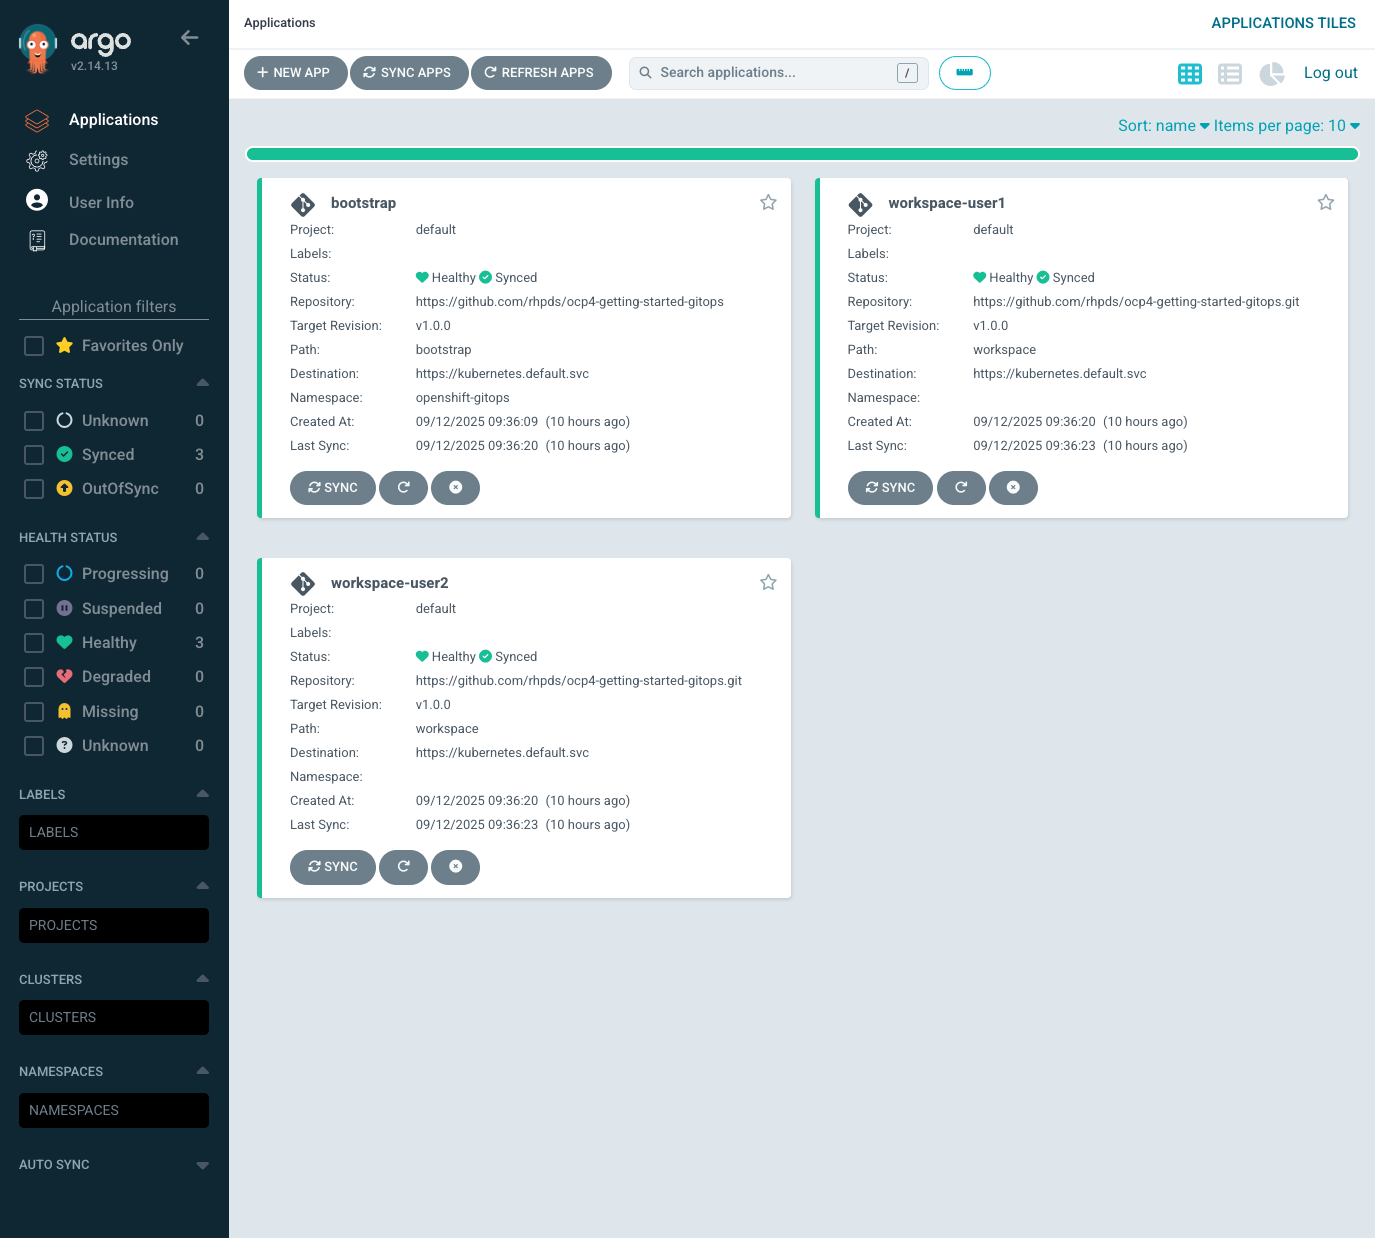 argo
v2.14.13
Applications
Settings
User Info
Documentation
Application filters
Favorites Only
SYNC STATUS
Unknown 0
Synced 3
OutOfSync 0
HEALTH STATUS
Progressing 0
Suspended 0
Healthy 3
Degraded 0
Missing 0
Unknown 0
LABELS
LABELS
PROJECTS
PROJECTS
CLUSTERS
CLUSTERS
NAMESPACES
NAMESPACES
AUTO SYNC
Applications
APPLICATIONS TILES
NEW APP SYNC APPS REFRESH APPS Search applications... / Log out
Sort: name Items per page: 10
bootstrap
Project: default
Labels:
Status: Healthy Synced
Repository: https://github.com/rhpds/ocp4-getting-started-gitops
Target Revision: v1.0.0
Path: bootstrap
Destination: https://kubernetes.default.svc
Namespace: openshift-gitops
Created At: 09/12/2025 09:36:09 (10 hours ago)
Last Sync: 09/12/2025 09:36:20 (10 hours ago)
SYNC
workspace-user1
Project: default
Labels:
Status: Healthy Synced
Repository: https://github.com/rhpds/ocp4-getting-started-gitops.git
Target Revision: v1.0.0
Path: workspace
Destination: https://kubernetes.default.svc
Namespace:
Created At: 09/12/2025 09:36:20 (10 hours ago)
Last Sync: 09/12/2025 09:36:23 (10 hours ago)
SYNC
workspace-user2
Project: default
Labels:
Status: Healthy Synced
Repository: https://github.com/rhpds/ocp4-getting-started-gitops.git
Target Revision: v1.0.0
Path: workspace
Destination: https://kubernetes.default.svc
Namespace:
Created At: 09/12/2025 09:36:20 (10 hours ago)
Last Sync: 09/12/2025 09:36:23 (10 hours ago)
SYNC